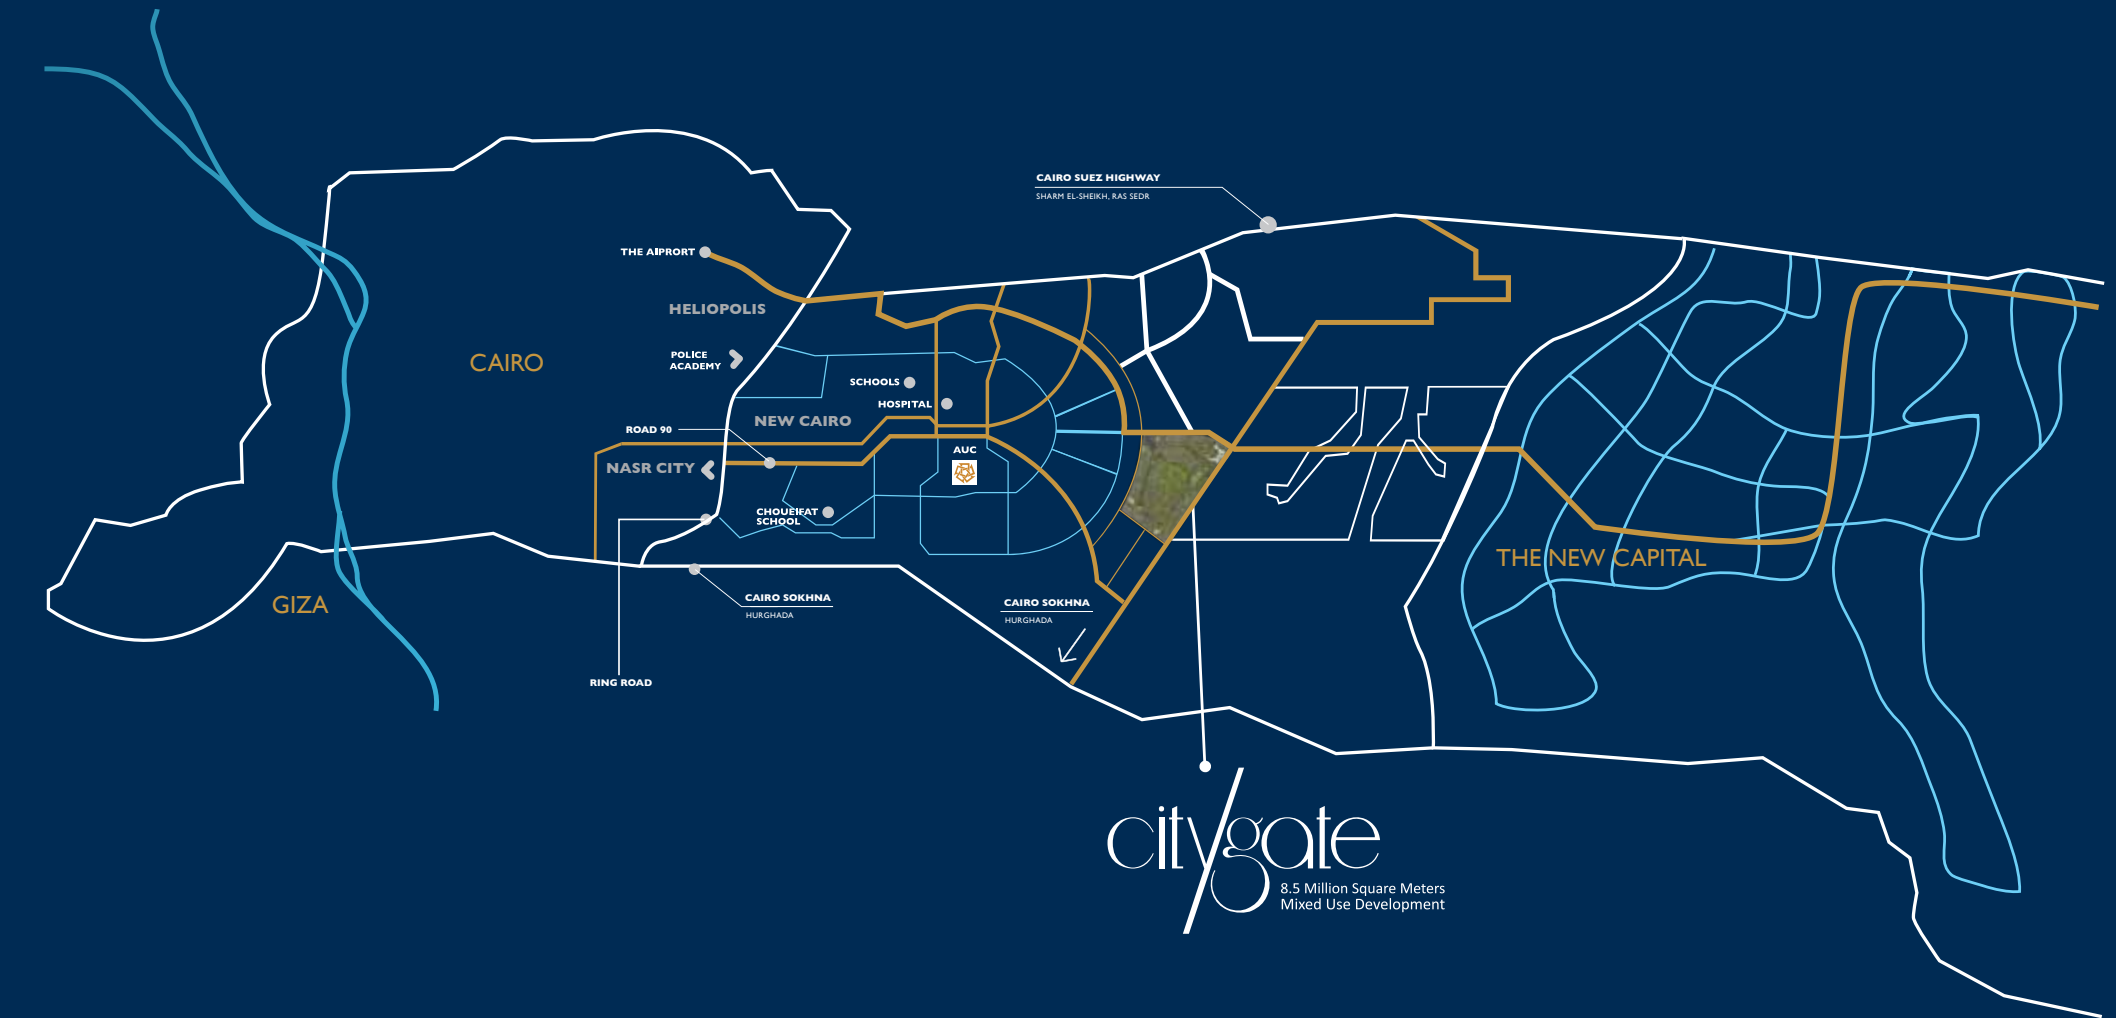 CAIRO SUEZ HIGHWAY
SHARM EL-SHEIKH, RAS SEDR
THE AIPRORT
HELIOPOLIS
CAIRO
POLICE
ACADEMY
SCHOOLS
HOSPITAL
NEW CAIRO
ROAD 90
AUC
NASR CITY
CHOUEIFAT
SCHOOL
THE NEW CAPITAL
GIZA
CAIRO SOKHNA
HURGHADA
CAIRO SOKHNA
HURGHADA
RING ROAD
citygate
8.5 Million Square Meters
Mixed Use Development